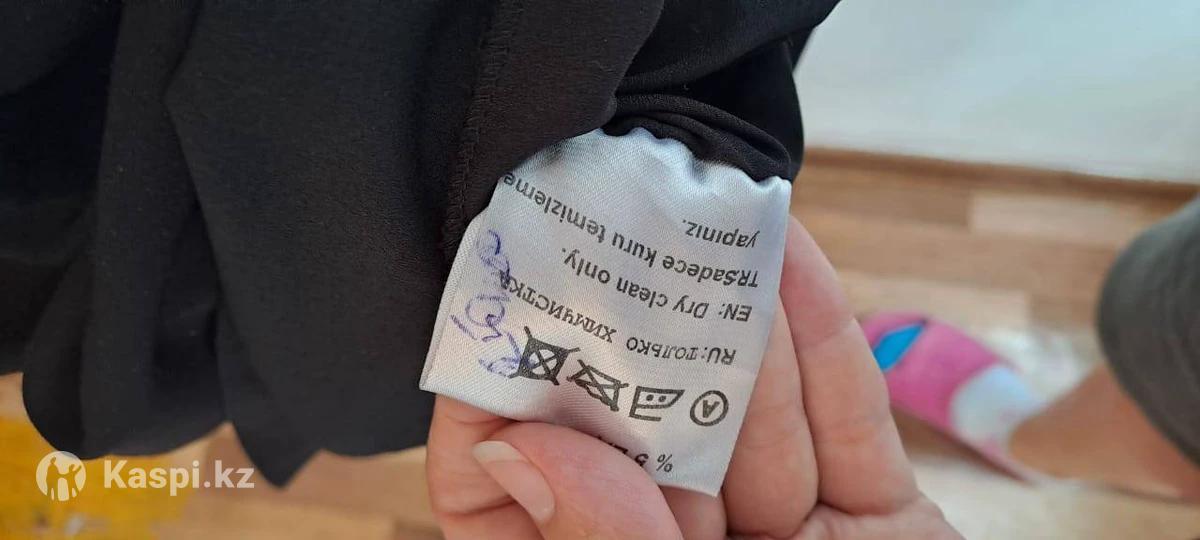 Ⓐ
RU:ТОЛЬКО ХИМЧИСТКА
EN: Dry clean only.
TR:Sadece kuru temizleme
yapınız.
Kaspi.kz